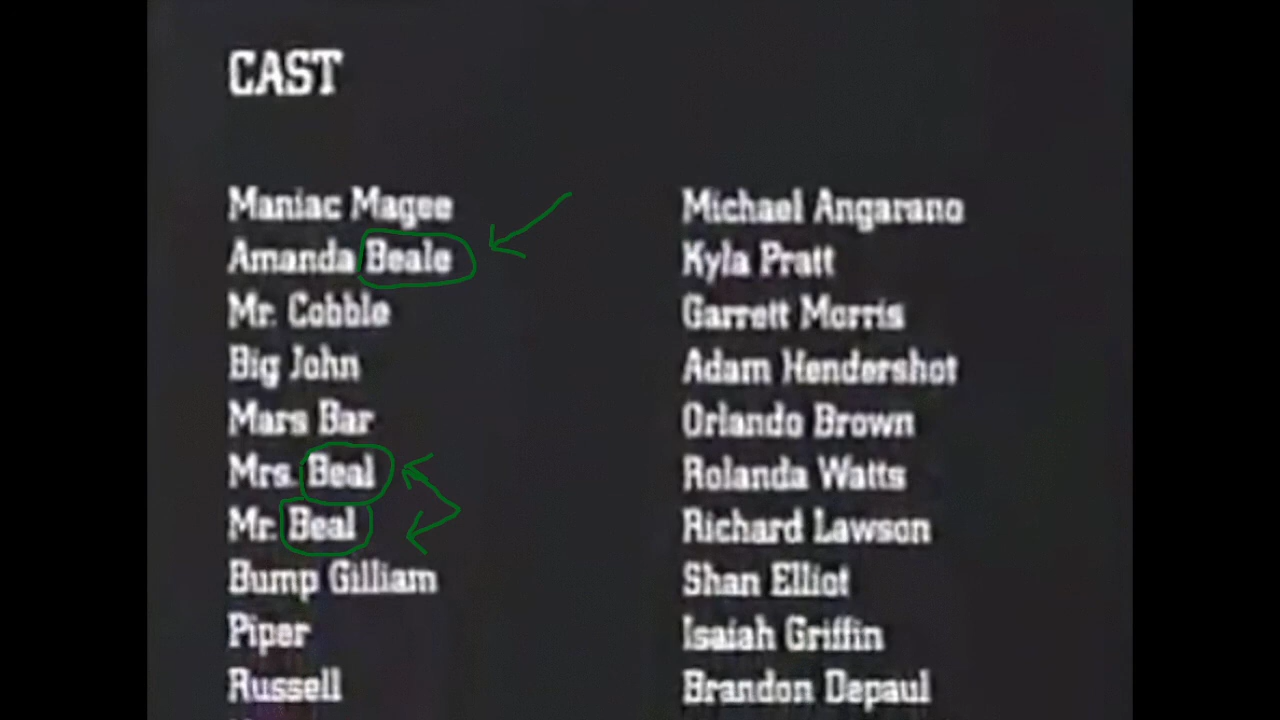 CAST
Maniac Magee Michael Angarano
Amanda Beale Kyla Pratt
Mr. Cobble Garrett Morris
Big John Adam Hendershot
Mars Bar Orlando Brown
Mrs. Beal Rolanda Watts
Mr. Beal Richard Lawson
Bump Gilliam Shan Elliot
Piper Isaiah Griffin
Russell Brandon Depaul